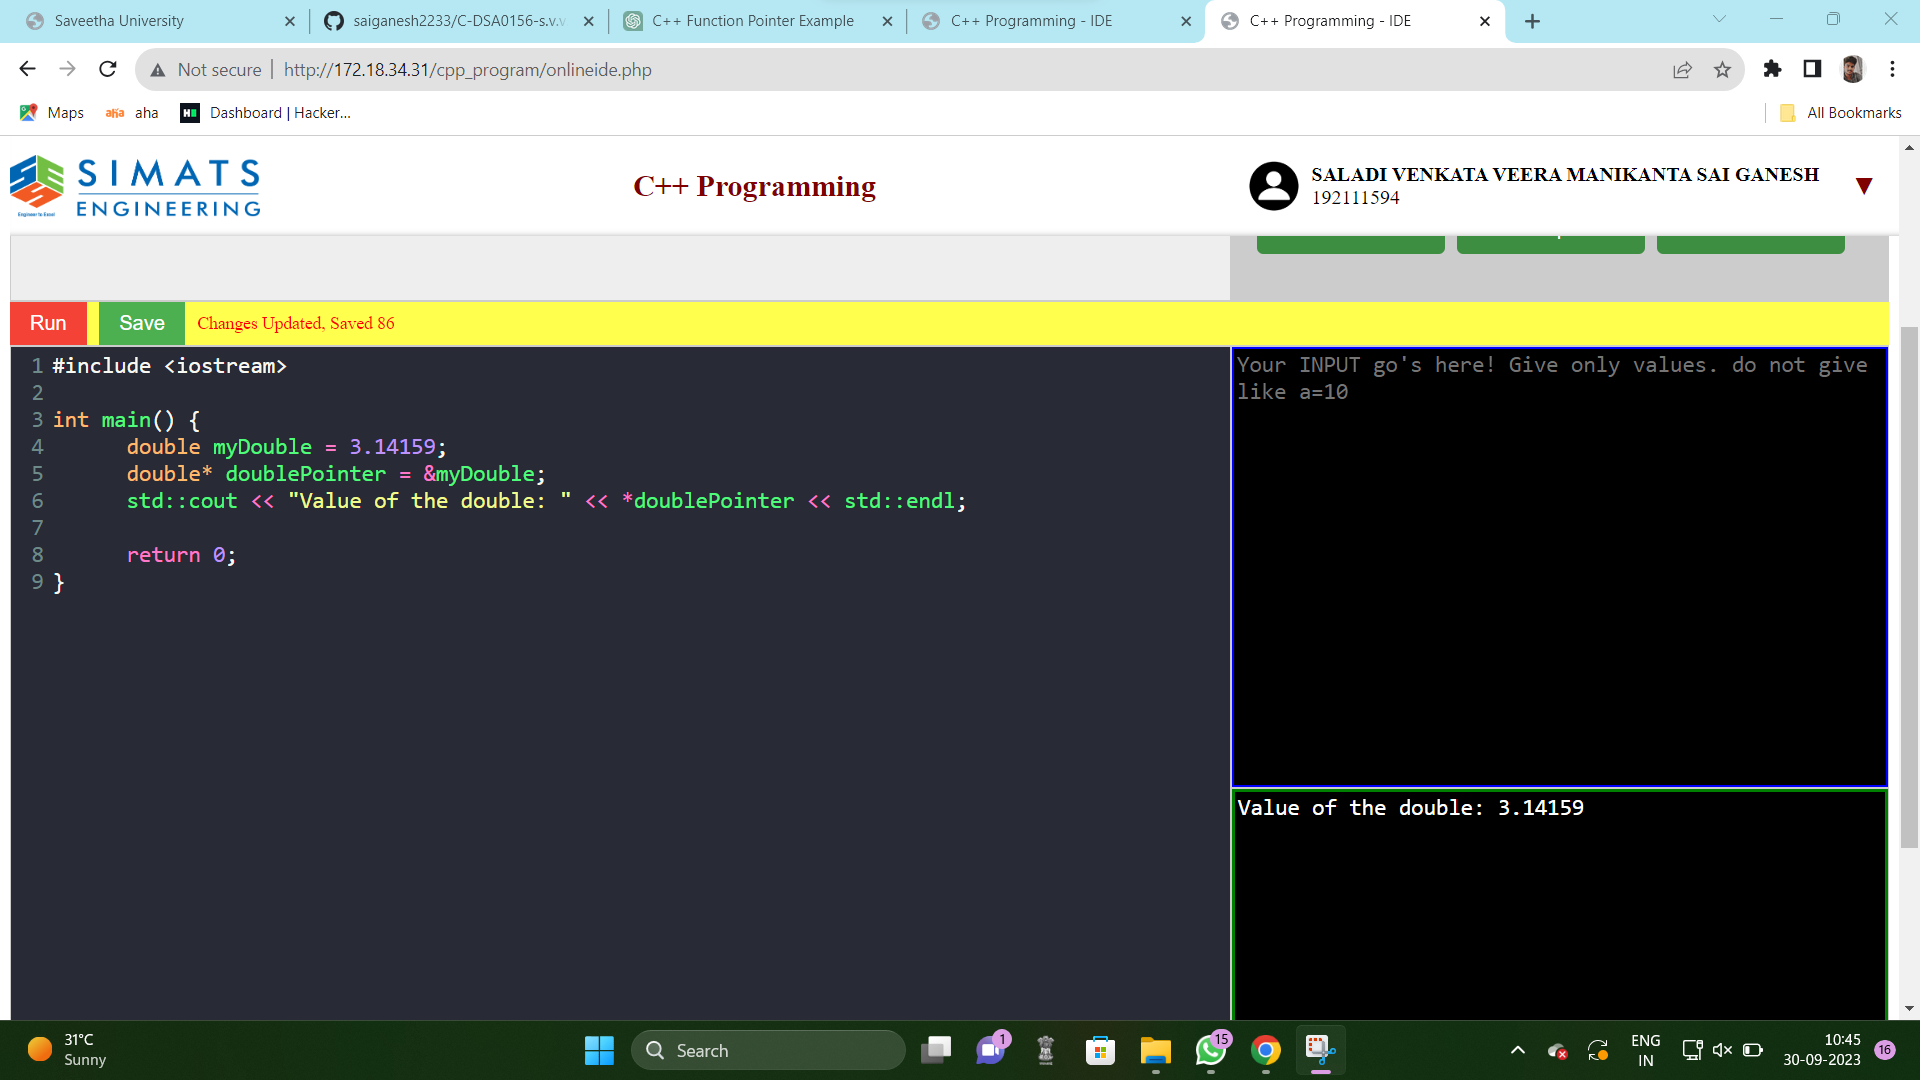 Saveetha University
saiganesh2233/C-DSA0156-s.v.v
C++ Function Pointer Example
C++ Programming - IDE
C++ Programming - IDE
Not secure
http://172.18.34.31/cpp_program/onlineide.php
Maps
aha aha
Dashboard | Hacker...
All Bookmarks
SIMATS
ENGINEERING
Engineer to Excel
C++ Programming
SALADI VENKATA VEERA MANIKANTA SAI GANESH
192111594
Run
Save
Changes Updated, Saved 86
1 #include <iostream>
2
3 int main() {
4 double myDouble = 3.14159;
5 double* doublePointer = &myDouble;
6 std::cout << "Value of the double: " << *doublePointer << std::endl;
7
8 return 0;
9 }
Your INPUT go's here! Give only values. do not give
like a=10
Value of the double: 3.14159
31°C
Sunny
Search
1
15
ENG
IN
10:45
30-09-2023
16